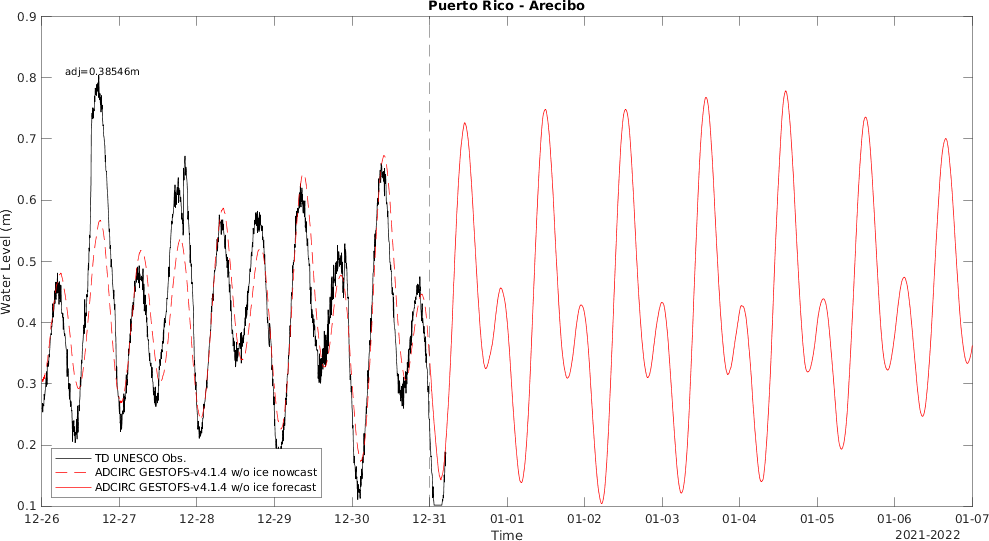 Puerto Rico - Arecibo
0.9
0.8
0.7
0.6
0.5
0.4
0.3
0.2
0.1
Water Level (m)
adj=0.38546m
TD UNESCO Obs.
ADCIRC GESTOFS-v4.1.4 w/o ice nowcast
ADCIRC GESTOFS-v4.1.4 w/o ice forecast
12-26 12-27 12-28 12-29 12-30 12-31 01-01 01-02 01-03 01-04 01-05 01-06 01-07
Time
2021-2022